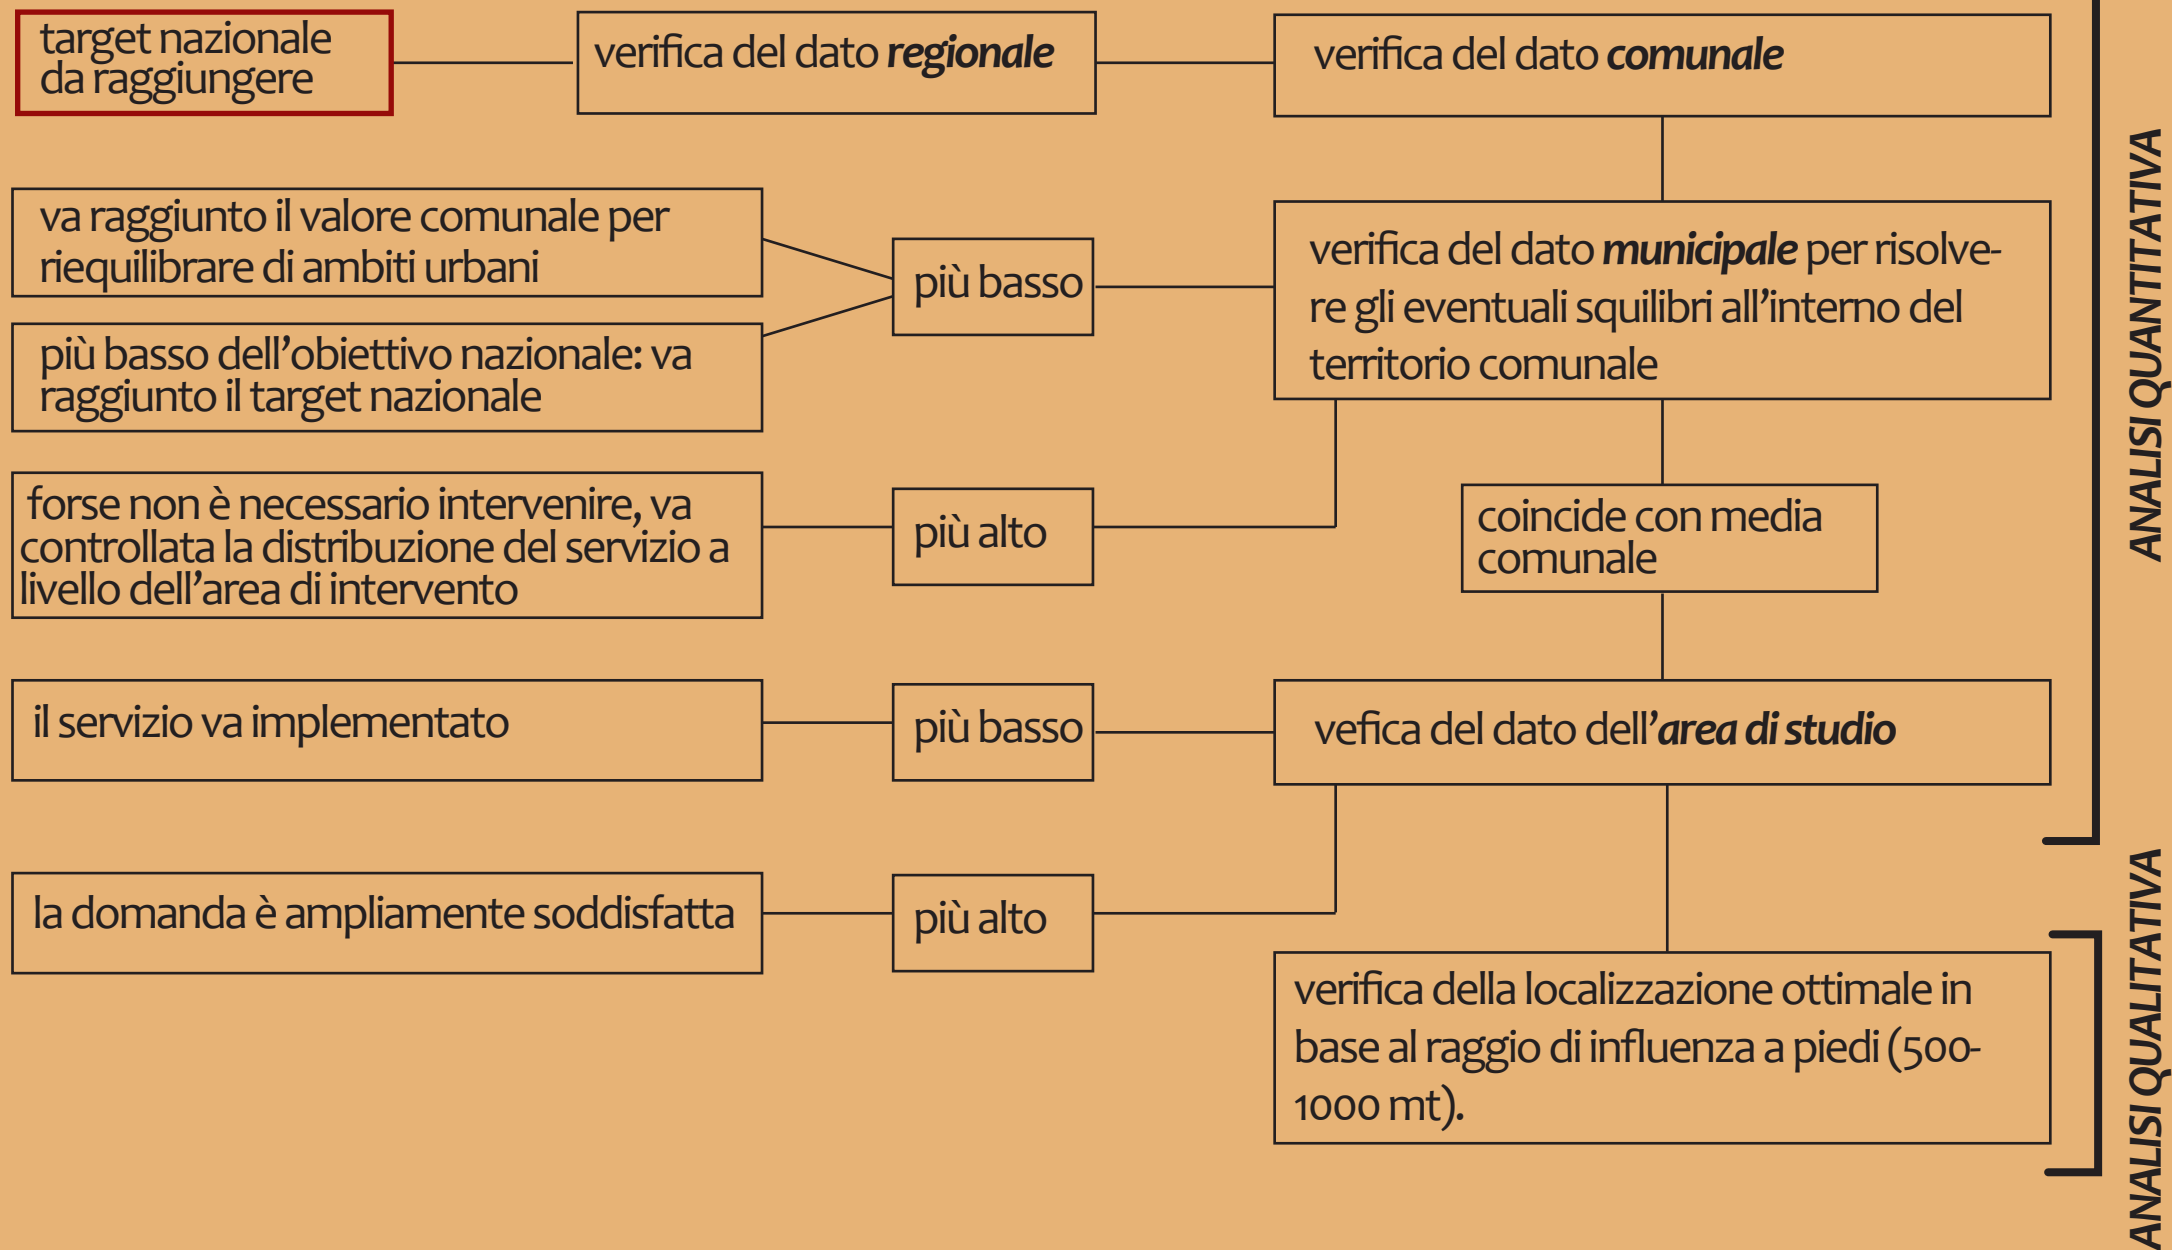 target nazionale
da raggiungere
verifica del dato regionale
verifica del dato comunale
va raggiunto il valore comunale per
riequilibrare di ambiti urbani
più basso
verifica del dato municipale per risolve-
re gli eventuali squilibri all'interno del
territorio comunale
più basso dell'obiettivo nazionale: va
raggiunto il target nazionale
forse non è necessario intervenire, va
controllata la distribuzione del servizio a
livello dell'area di intervento
più alto
coincide con media
comunale
il servizio va implementato
più basso
vefica del dato dell'area di studio
la domanda è ampliamente soddisfatta
più alto
verifica della localizzazione ottimale in
base al raggio di influenza a piedi (500-
1000 mt).
ANALISI QUANTITATIVA
ANALISI QUALITATIVA